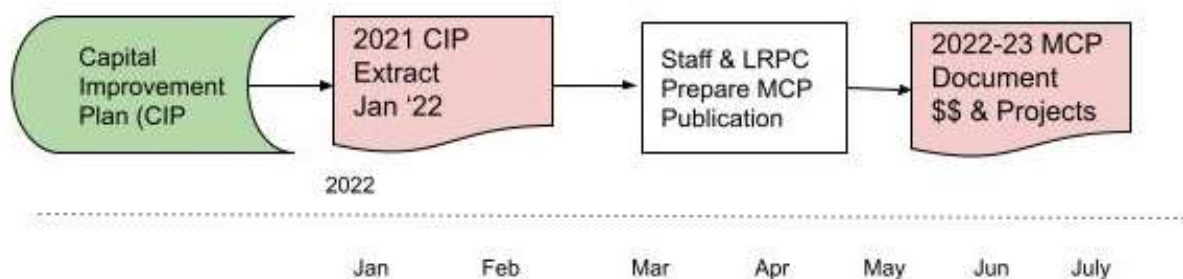 Capital
Improvement
Plan (CIP
2021 CIP
Extract
Jan ‘22
Staff & LRPC
Prepare MCP
Publication
2022-23 MCP
Document
$$ & Projects
2022
Jan Feb Mar Apr May Jun July